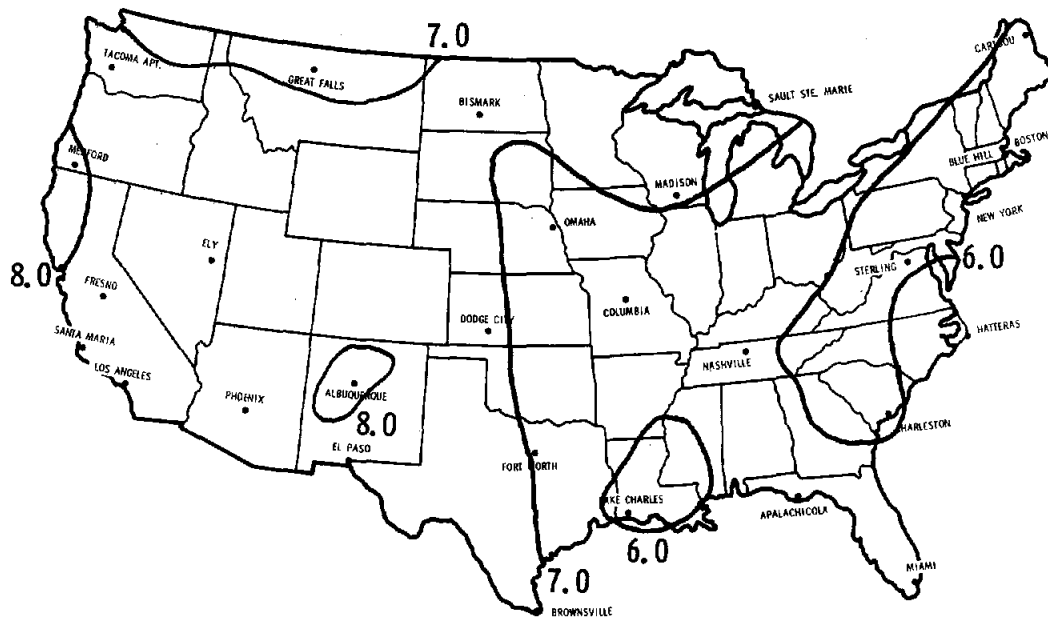 7.0
CARIBOU
TACOMA APT.
GREAT FALLS
SAULT STE. MARIE
BISMARK
BOSTON
MEDFORD
BLUE HILL
MADISON
NEW YORK
OMAHA
ELY
STERLING
6.0
8.0
FRESNO
COLUMBIA
DODGE CITY
HATTERAS
SANTA MARIA
NASHVILLE
LOS ANGELES
PHOENIX
ALBUQUERQUE
8.0
CHARLESTON
EL PASO
FORT WORTH
LAKE CHARLES
APALACHICOLA
6.0
MIAMI
7.0
BROWNSVILLE